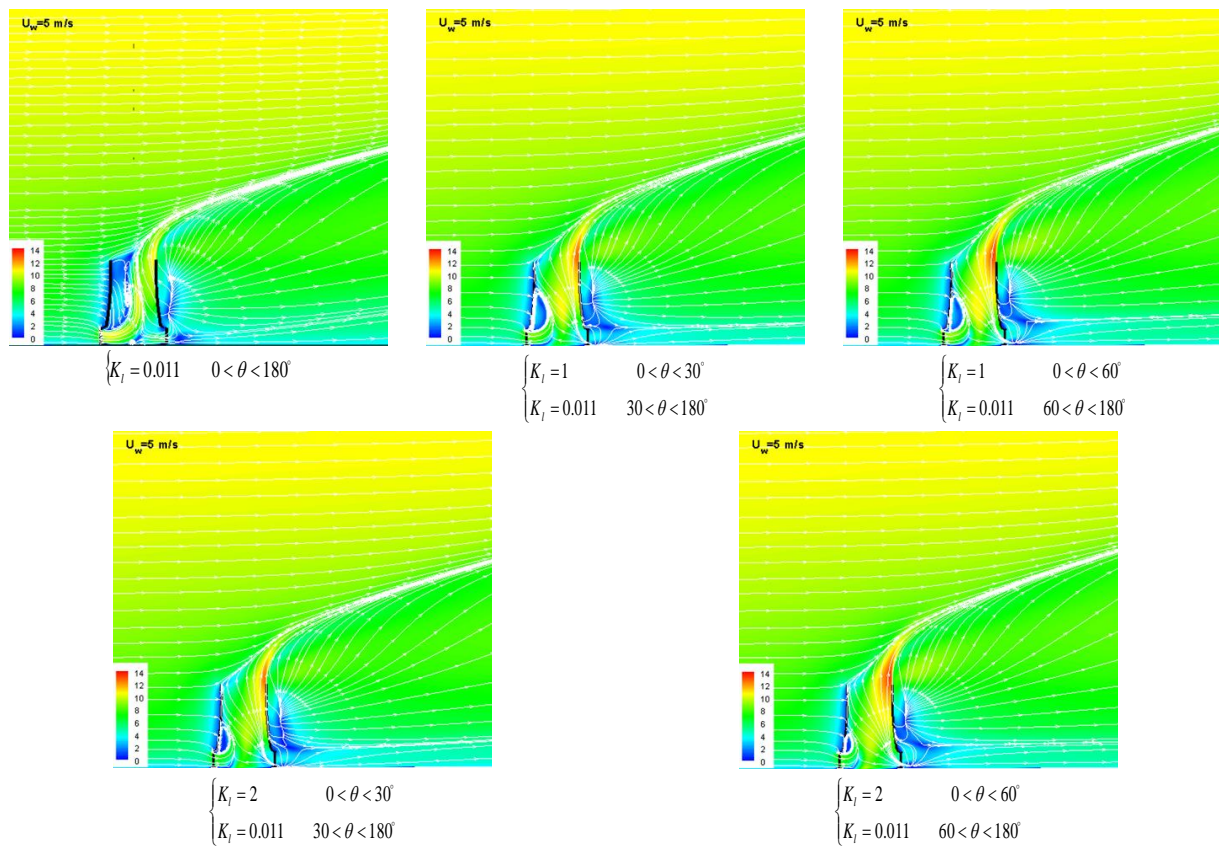 U_w=5 m/s
14
12
10
8
6
4
2
0
K_l = 0.011 0 < θ < 180°
U_w=5 m/s
14
12
10
8
6
4
2
0
K_l = 1 0 < θ < 30°
K_l = 0.011 30 < θ < 180°
U_w=5 m/s
14
12
10
8
6
4
2
0
K_l = 1 0 < θ < 60°
K_l = 0.011 60 < θ < 180°
U_w=5 m/s
14
12
10
8
6
4
2
0
K_l = 2 0 < θ < 30°
K_l = 0.011 30 < θ < 180°
U_w=5 m/s
14
12
10
8
6
4
2
0
K_l = 2 0 < θ < 60°
K_l = 0.011 60 < θ < 180°